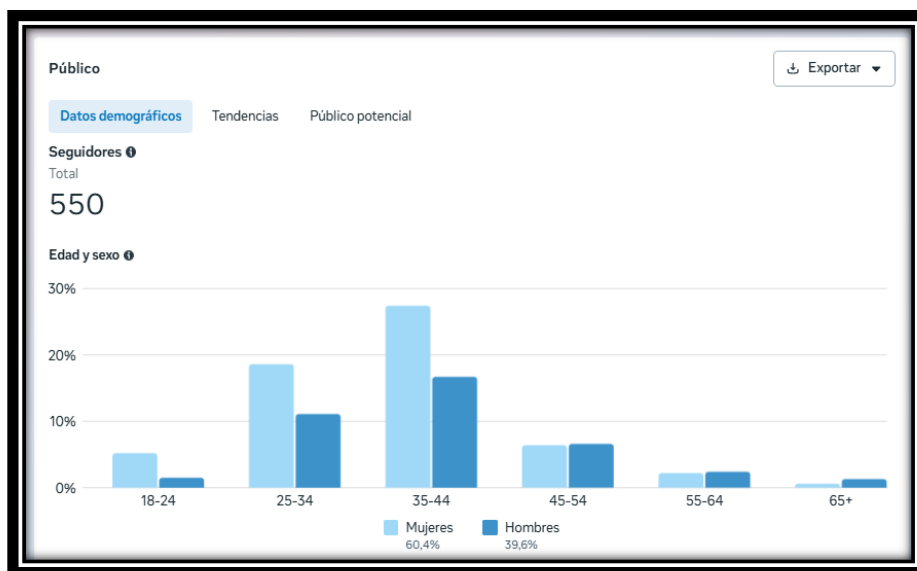 Público
Exportar
Datos demográficos Tendencias Público potencial
Seguidores
Total
550
Edad y sexo
30%
20%
10%
0%
18-24 25-34 35-44 45-54 55-64 65+
Mujeres Hombres
60,4% 39,6%